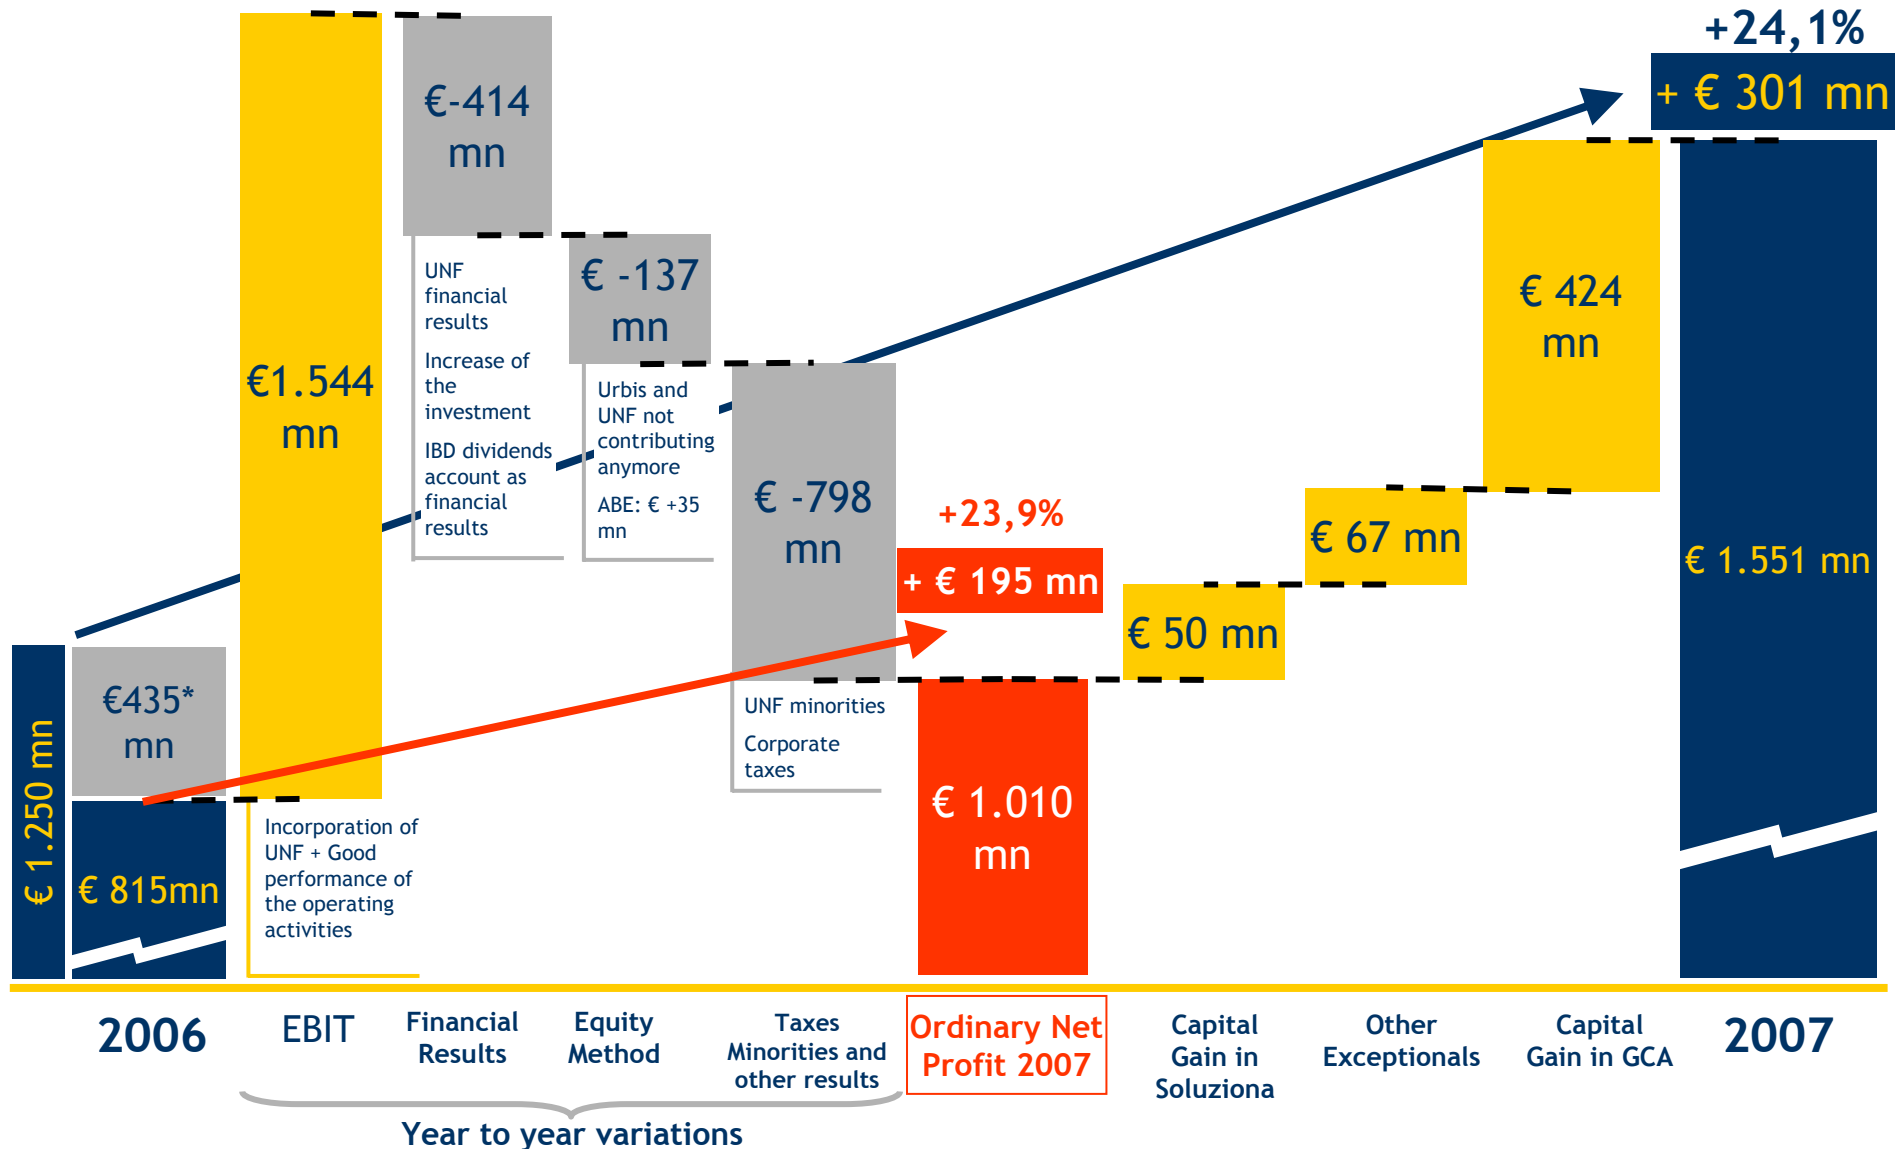 +24,1%
+ € 301 mn
€-414
mn
€ -137
mn
€1.544
mn
€ -798
mn
UNF
financial
results
Increase of
the
investment
IBD dividends
account as
financial
results
Urbis and
UNF not
contributing
anymore
ABE: € +35
mn
+23,9%
+ € 195 mn
€ 50 mn
€ 67 mn
€ 424
mn
€ 1.551 mn
€ 1.250 mn
€435*
mn
€ 815mn
Incorporation of
UNF + Good
performance of
the operating
activities
UNF minorities
Corporate
taxes
€ 1.010
mn
2006
EBIT
Financial
Results
Equity
Method
Taxes
Minorities and
other results
Ordinary Net
Profit 2007
Capital
Gain in
Soluziona
Other
Exceptionals
Capital
Gain in GCA
2007
Year to year variations